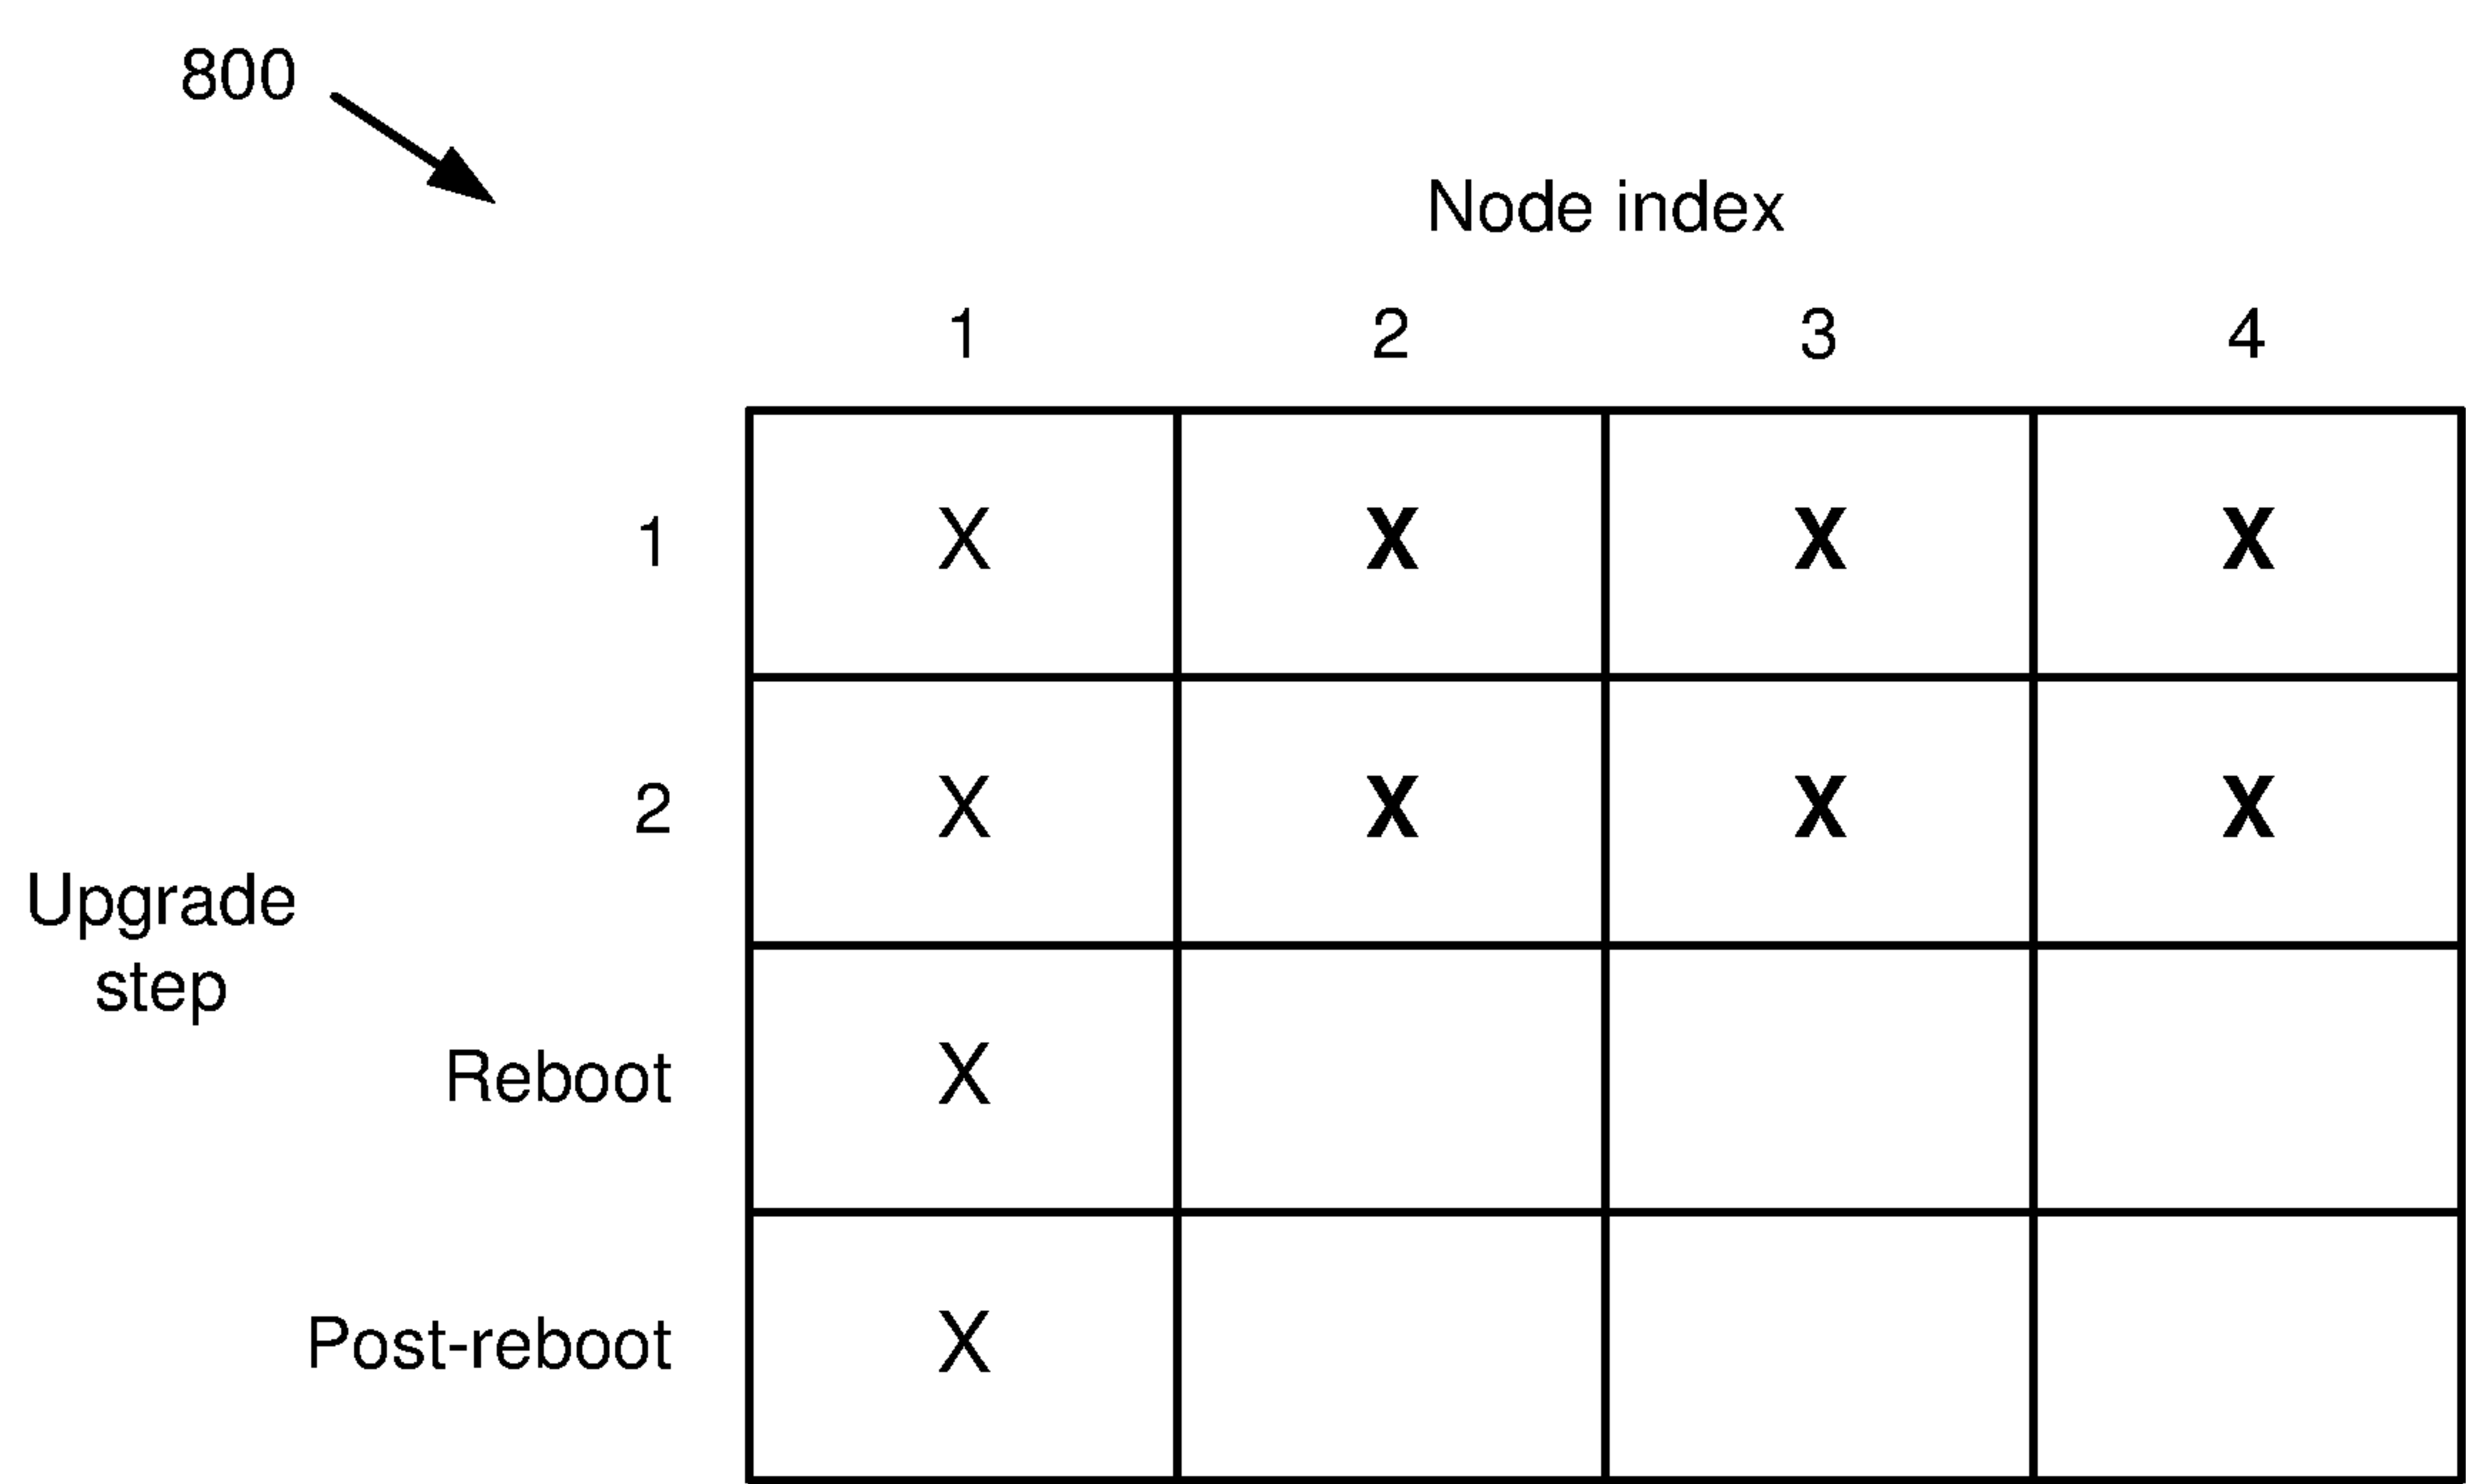 800
Node index
1 2 3 4
1 X X X X
2 X X X X
Upgrade
step
Reboot X
Post-reboot X